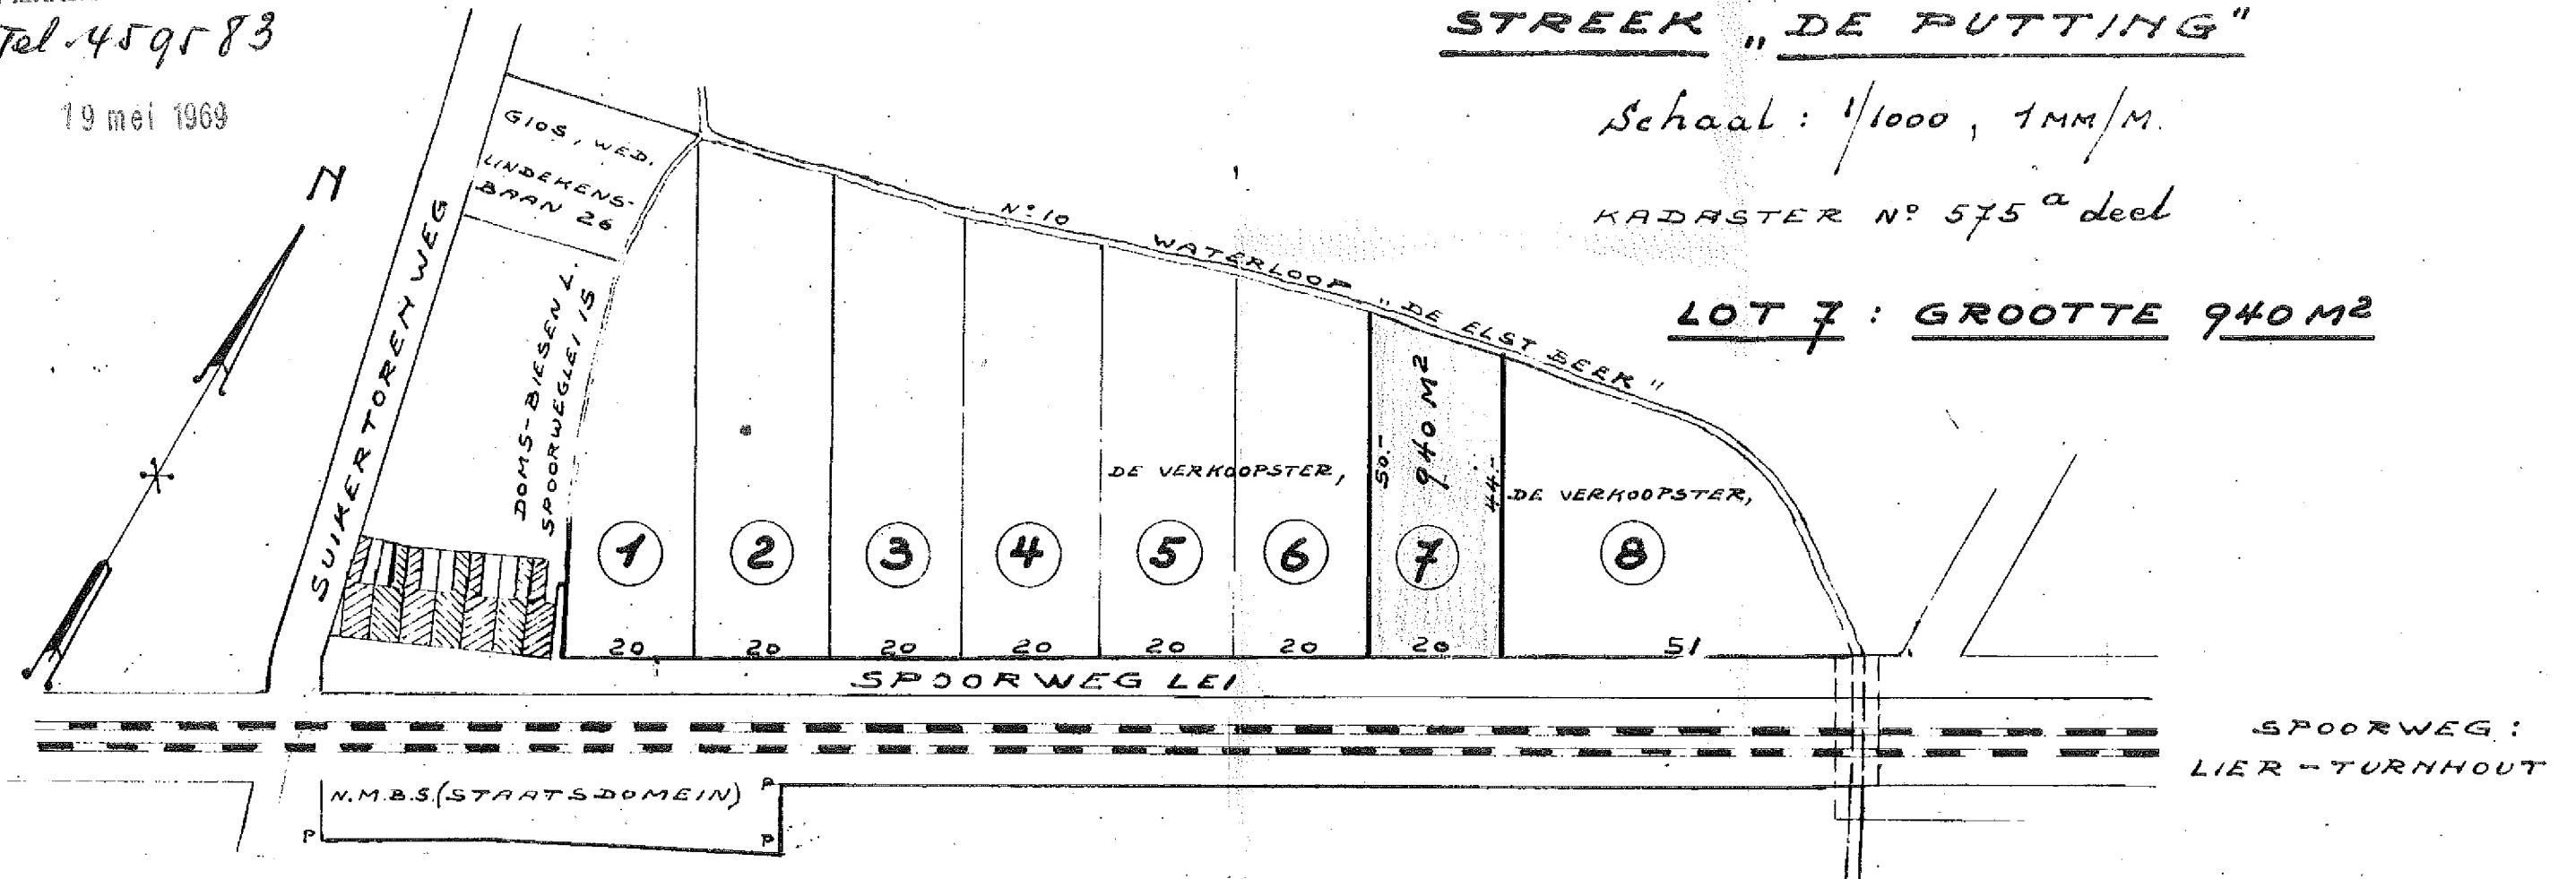 Tel. 459583
19 mei 1969
STREEK „DE PUTTING"
Schaal : 1/1000 , 1MM/M.
KADASTER Nº 575 a deel
LOT 7 : GROOTTE 940 M2
N
GIOS, WED.
LINDEKENS-
BAAN 26
SUIKERTORENWEG
DOMS-BIESEN L.
SPOORWEGLEI 15
Nº 10
WATERLOOP „DE ELST BEEK"
DE VERKOOPSTER,
50.-
940 M2
44.-
DE VERKOOPSTER,
1
2
3
4
5
6
7
8
20
20
20
20
20
20
20
51
SPOORWEG LEI
SPOORWEG :
LIER - TURNHOUT
N.M.B.S. (STAATSDOMEIN)
P
P
P